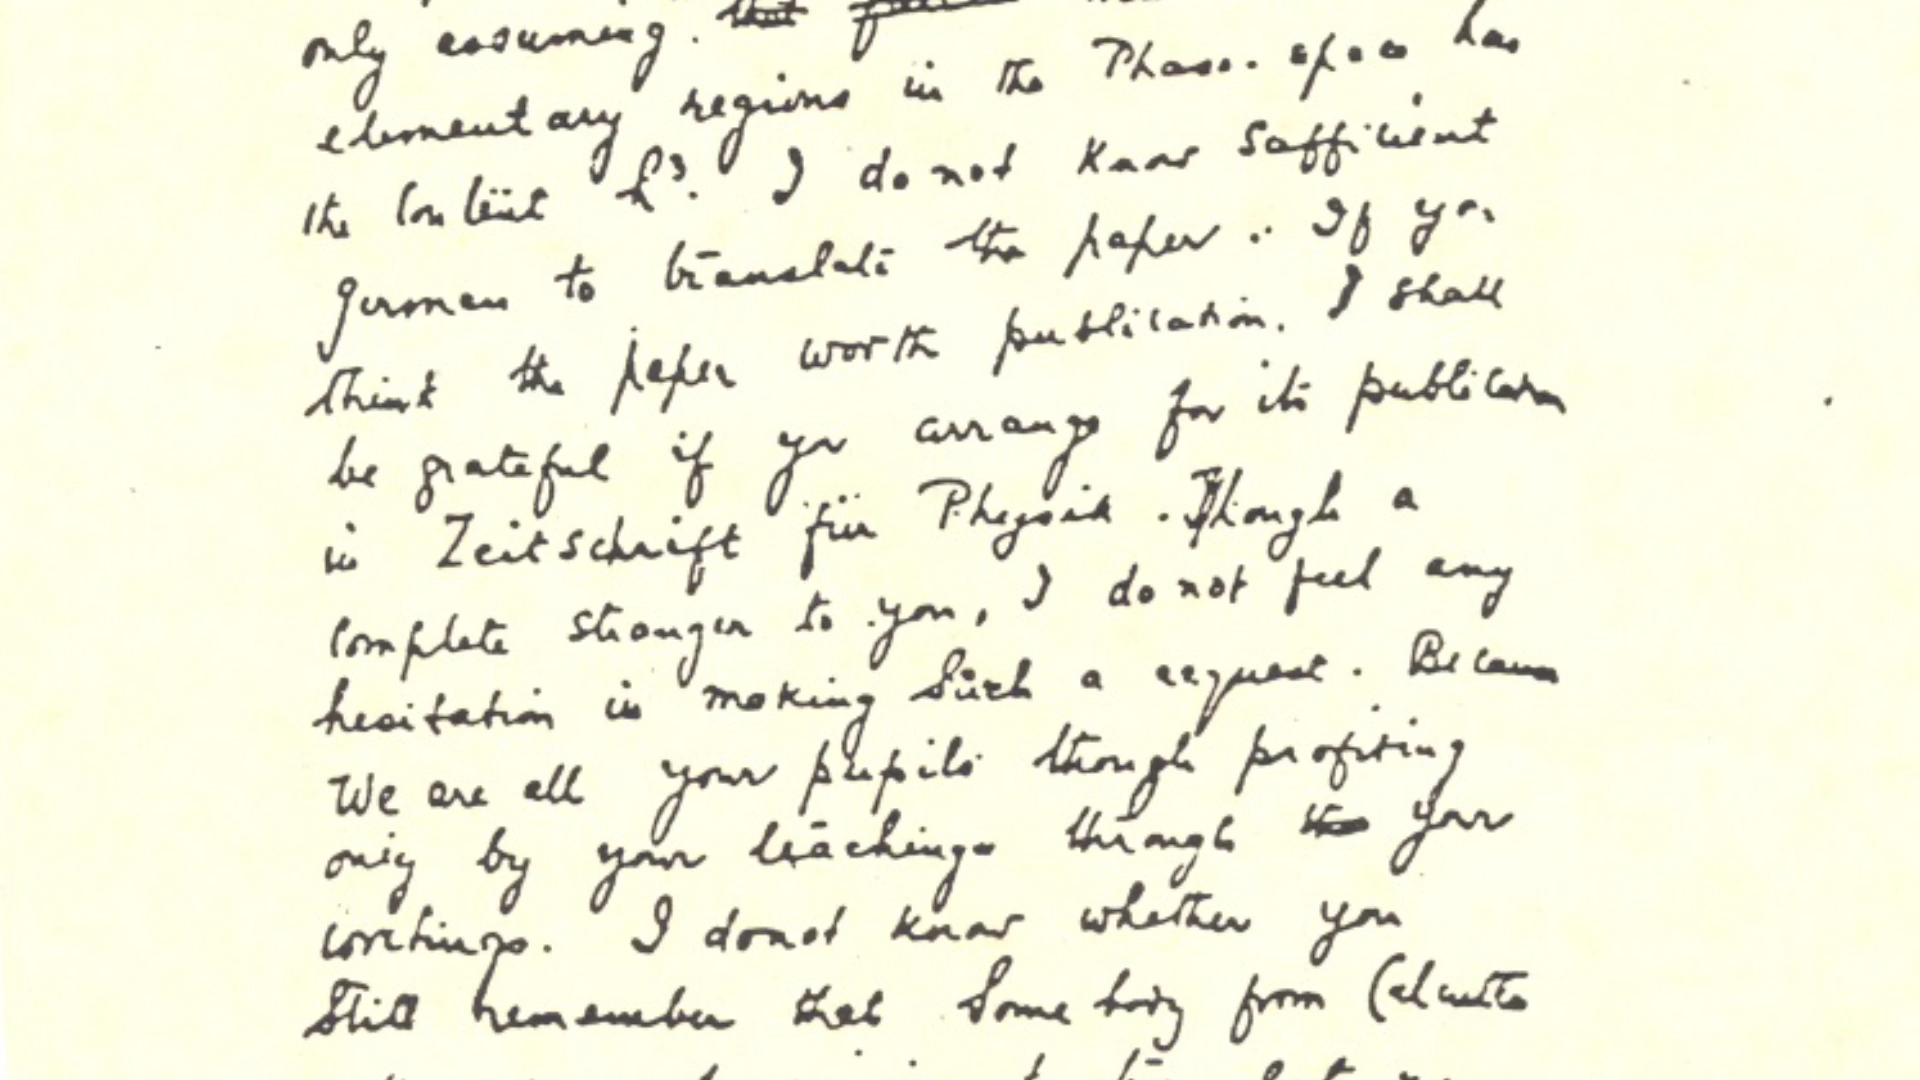 only assuming. that
elementary regions in the Phase-space has
the Content h³. I do not know sufficient
German to translate the paper.. If you
think the paper worth publication. I shall
be grateful if you arrange for its publication
in Zeitschrift für Physik. Though a
complete stranger to you, I do not feel any
hesitation in making such a request. Because
We are all your pupils though profiting
only by your teachings through your
writings. I donot know whether you
Still remember that Somebody from Calcutta